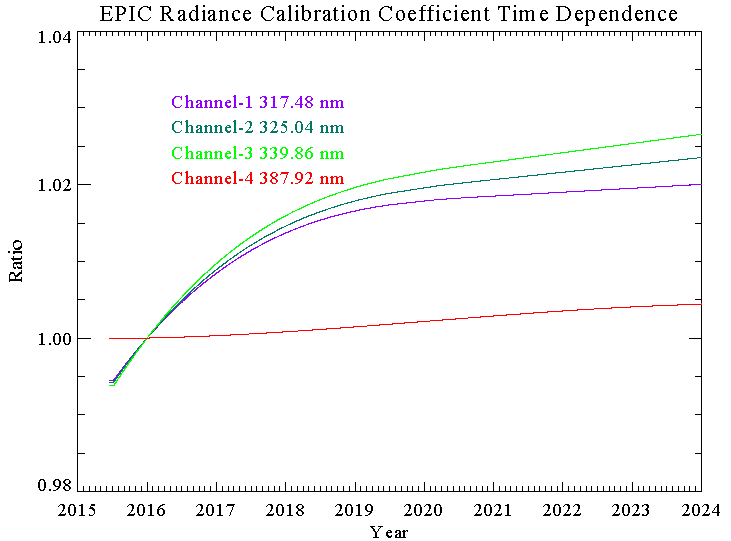 EPIC Radiance Calibration Coefficient Time Dependence
1.04
Channel-1 317.48 nm
Channel-2 325.04 nm
Channel-3 339.86 nm
Channel-4 387.92 nm
1.02
Ratio
1.00
0.98
2015 2016 2017 2018 2019 2020 2021 2022 2023 2024
Year